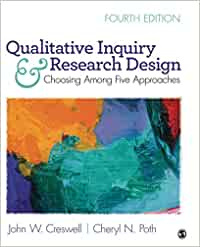 FOURTH EDITION
Qualitative Inquiry
& Research Design
Choosing Among Five Approaches
John W. Creswell | Cheryl N. Poth